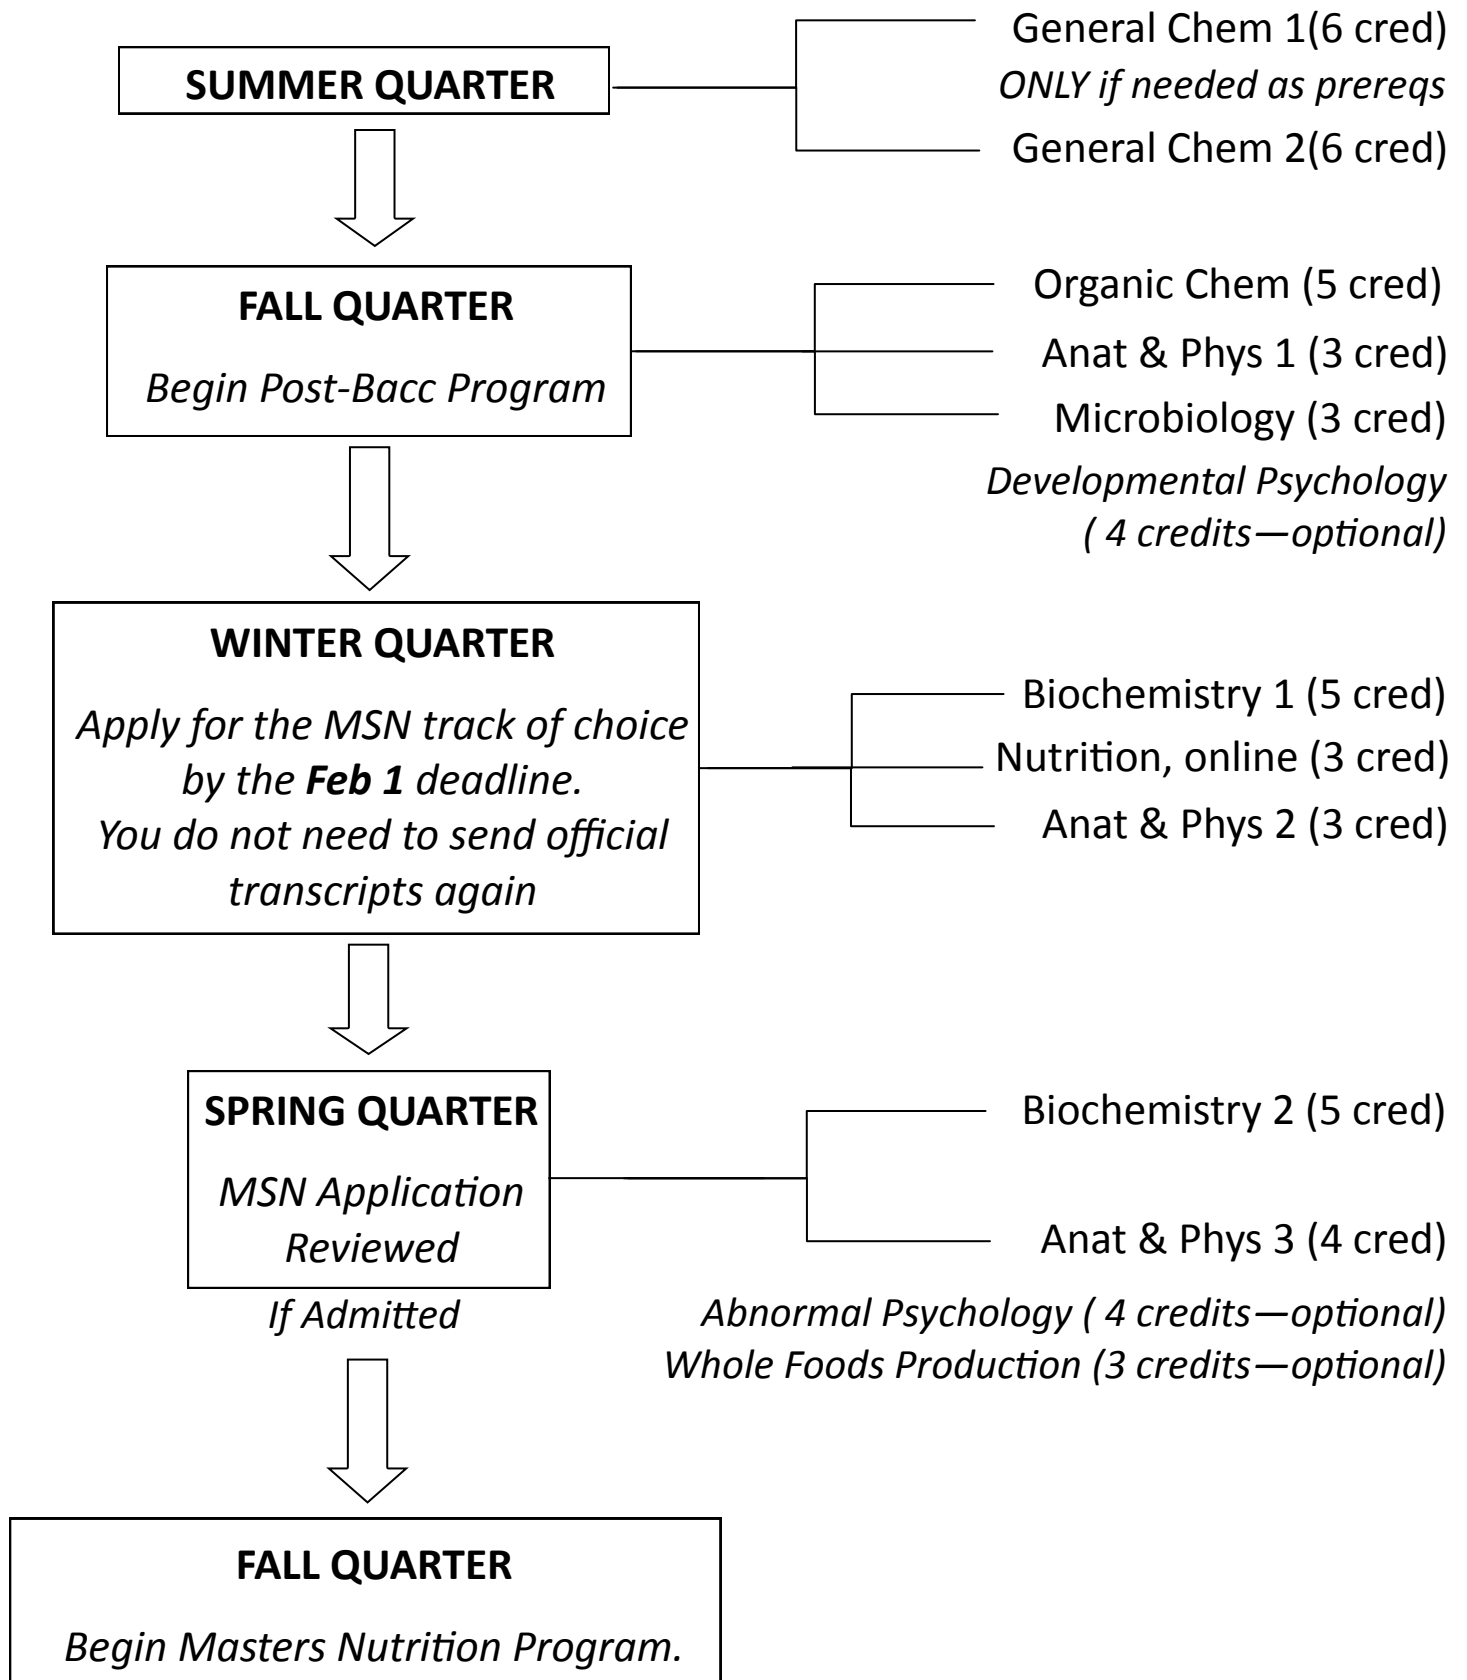 General Chem 1(6 cred)
SUMMER QUARTER
ONLY if needed as prereqs
General Chem 2(6 cred)
FALL QUARTER
Begin Post-Bacc Program
Organic Chem (5 cred)
Anat & Phys 1 (3 cred)
Microbiology (3 cred)
Developmental Psychology
( 4 credits—optional)
WINTER QUARTER
Apply for the MSN track of choice
by the Feb 1 deadline.
You do not need to send official
transcripts again
Biochemistry 1 (5 cred)
Nutrition, online (3 cred)
Anat & Phys 2 (3 cred)
SPRING QUARTER
MSN Application
Reviewed
If Admitted
Biochemistry 2 (5 cred)
Anat & Phys 3 (4 cred)
Abnormal Psychology ( 4 credits—optional)
Whole Foods Production (3 credits—optional)
FALL QUARTER
Begin Masters Nutrition Program.